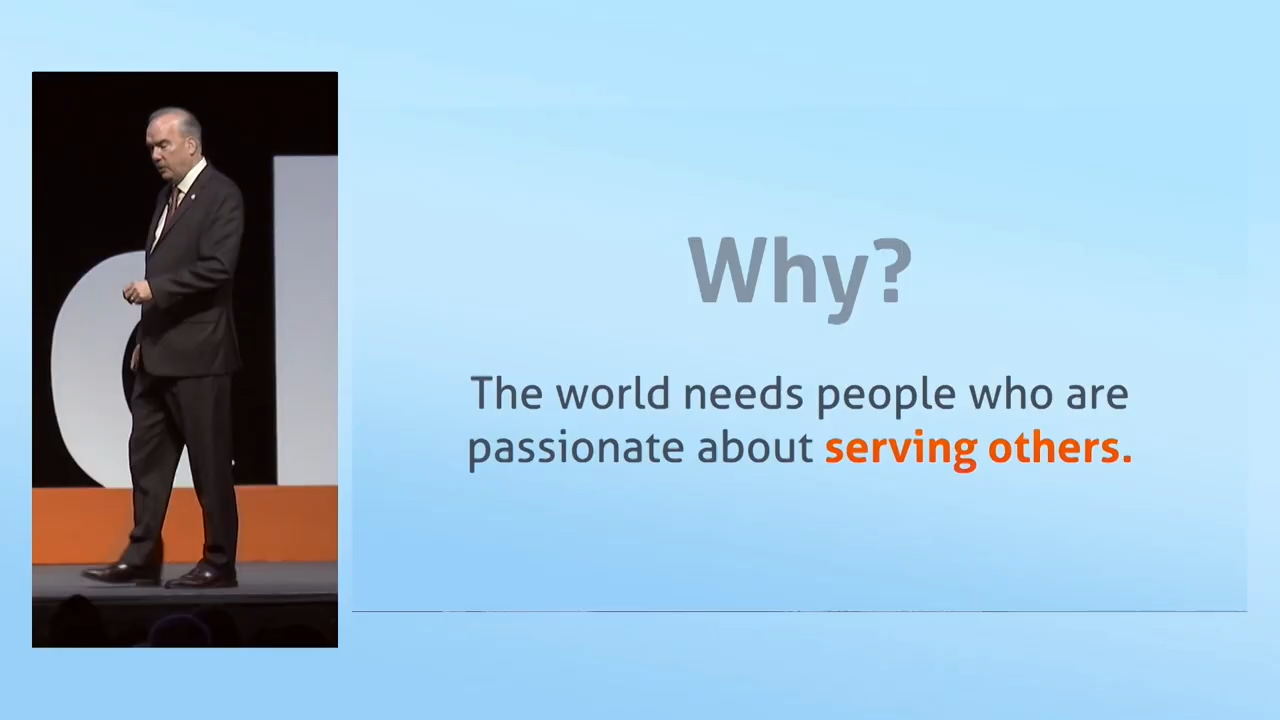 Why?
The world needs people who are
passionate about serving others.